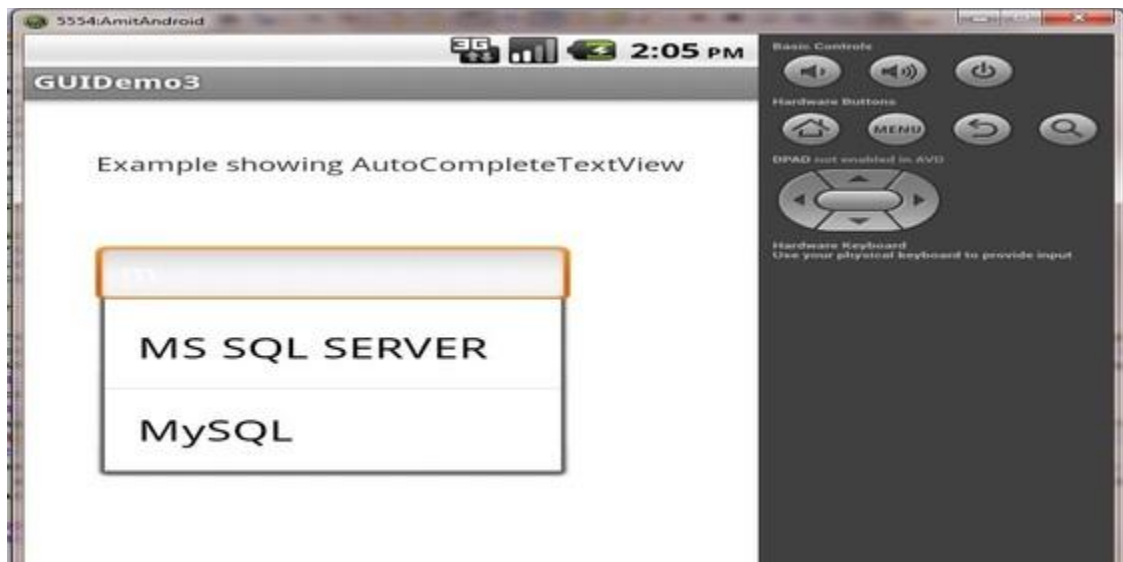 5554:AmitAndroid
3G 2:05 PM
GUIDemo3
Example showing AutoCompleteTextView
m
MS SQL SERVER
MySQL
Basic Controls
Hardware Buttons
MENU
DPAD not enabled in AVD
Hardware Keyboard
Use your physical keyboard to provide input